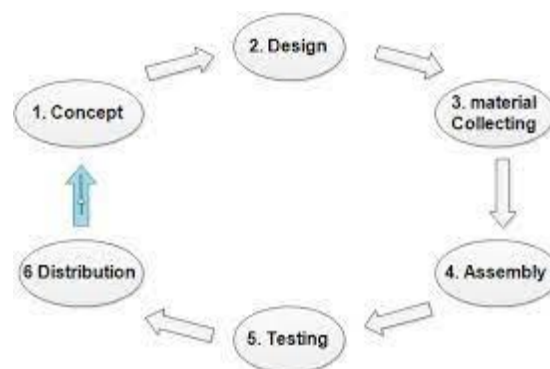 1. Concept
2. Design
3. material
Collecting
4. Assembly
5. Testing
6 Distribution